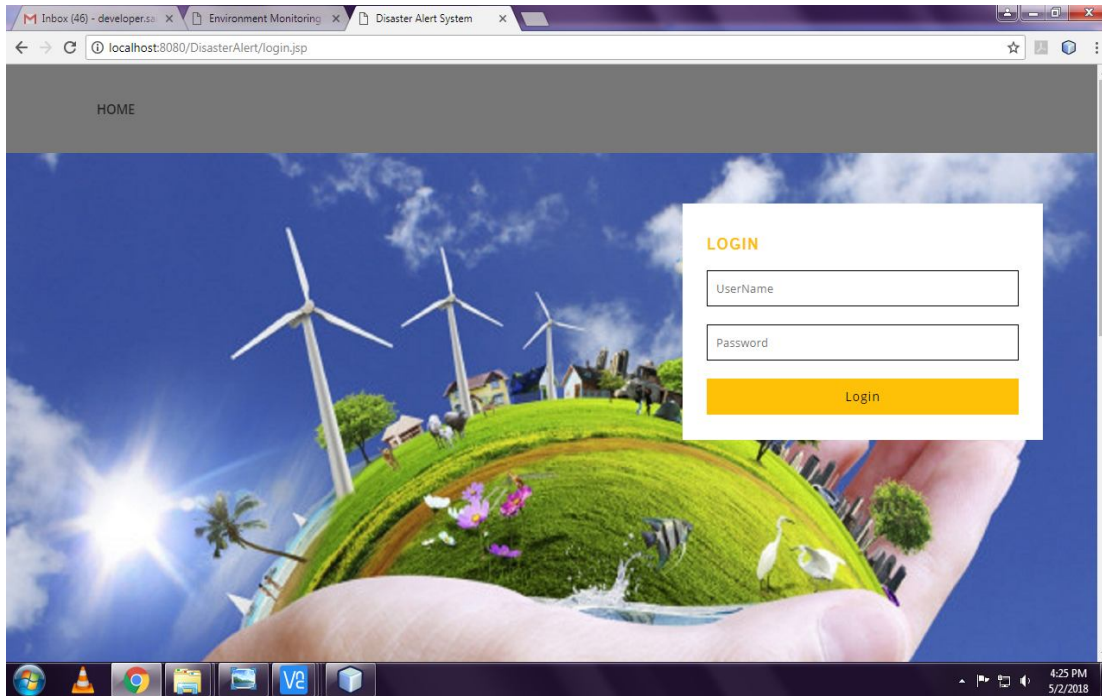 Inbox (46) - developer.sa
Environment Monitoring
Disaster Alert System
localhost:8080/DisasterAlert/login.jsp
HOME
LOGIN
UserName
Password
Login
4:25 PM
5/2/2018